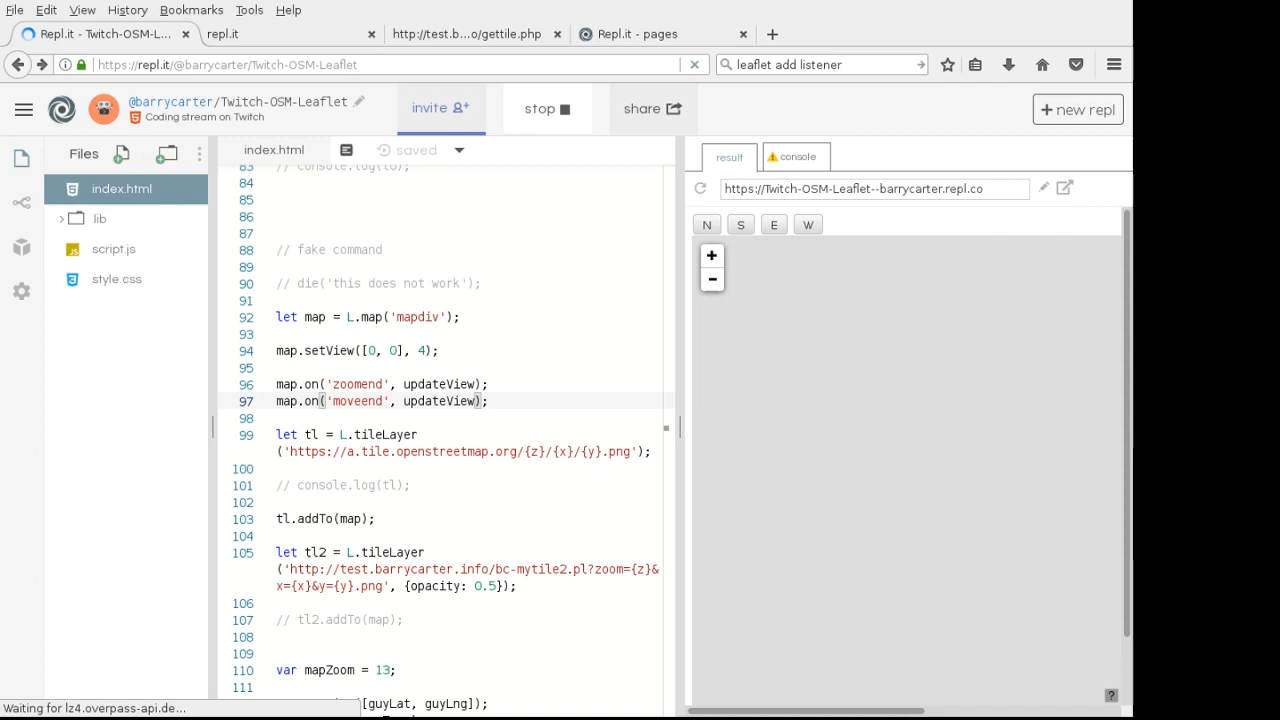 File Edit View History Bookmarks Tools Help
Repl.it - Twitch-OSM-L...
repl.it
http://test.b...o/gettile.php
Repl.it - pages
https://repl.it/@barrycarter/Twitch-OSM-Leaflet
leaflet add listener
@barrycarter/Twitch-OSM-Leaflet
Coding stream on Twitch
invite
stop
share
+ new repl
Files
index.html
lib
script.js
style.css
index.html
saved
83 // console.log(tl);
84
85
86
87
88 // fake command
89
90 // die('this does not work');
91
92 let map = L.map('mapdiv');
93
94 map.setView([0, 0], 4);
95
96 map.on('zoomend', updateView);
97 map.on('moveend', updateView);
98
99 let tl = L.tileLayer
('https://a.tile.openstreetmap.org/{z}/{x}/{y}.png');
100
101 // console.log(tl);
102
103 tl.addTo(map);
104
105 let tl2 = L.tileLayer
('http://test.barrycarter.info/bc-mytile2.pl?zoom={z}&
x={x}&y={y}.png', {opacity: 0.5});
106
107 // tl2.addTo(map);
108
109
110 var mapZoom = 13;
111
([guyLat, guyLng]);
Waiting for lz4.overpass-api.de...
result
console
https://Twitch-OSM-Leaflet--barrycarter.repl.co
N S E W
+
-
?